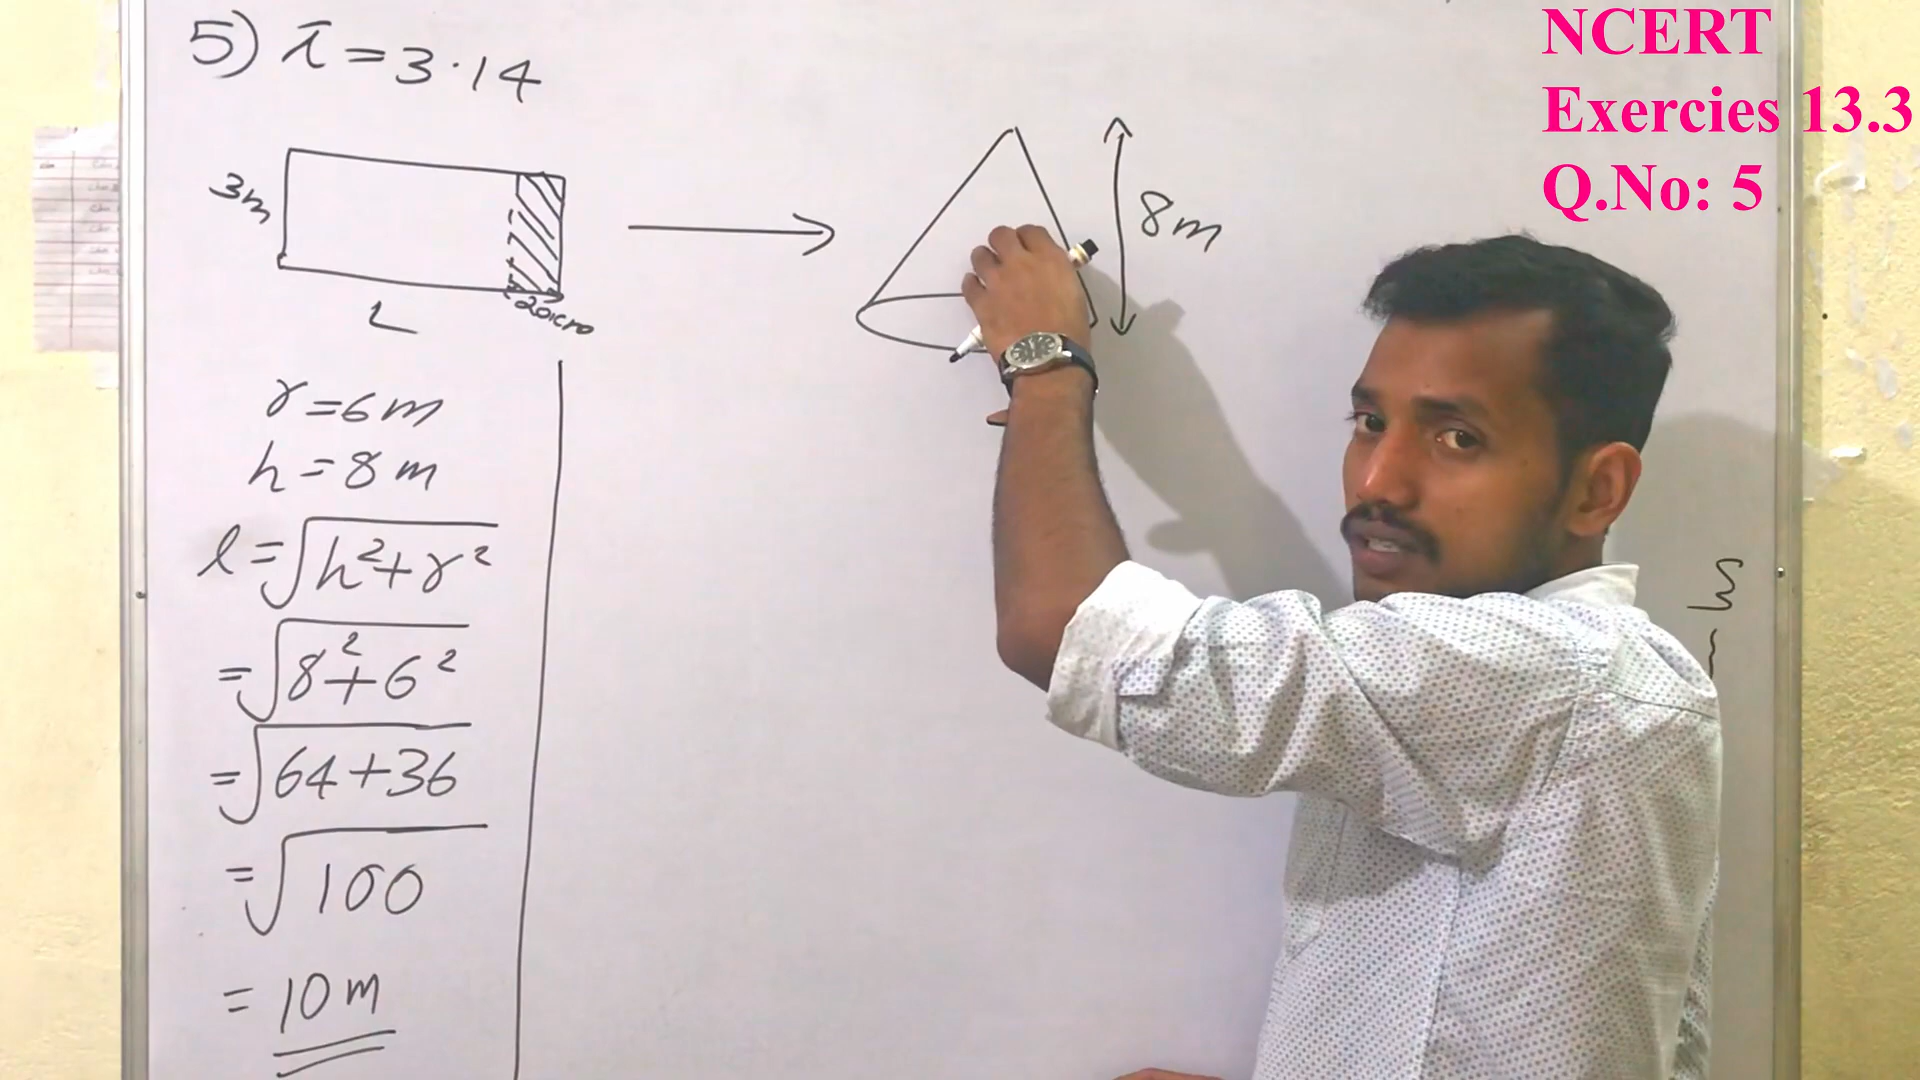 NCERT
Exercies 13.3
Q.No: 5
5) π = 3.14
3m
L
20cm
8m
r = 6m
h = 8m
l = √h²+r²
= √8²+6²
= √64+36
= √100
= 10m